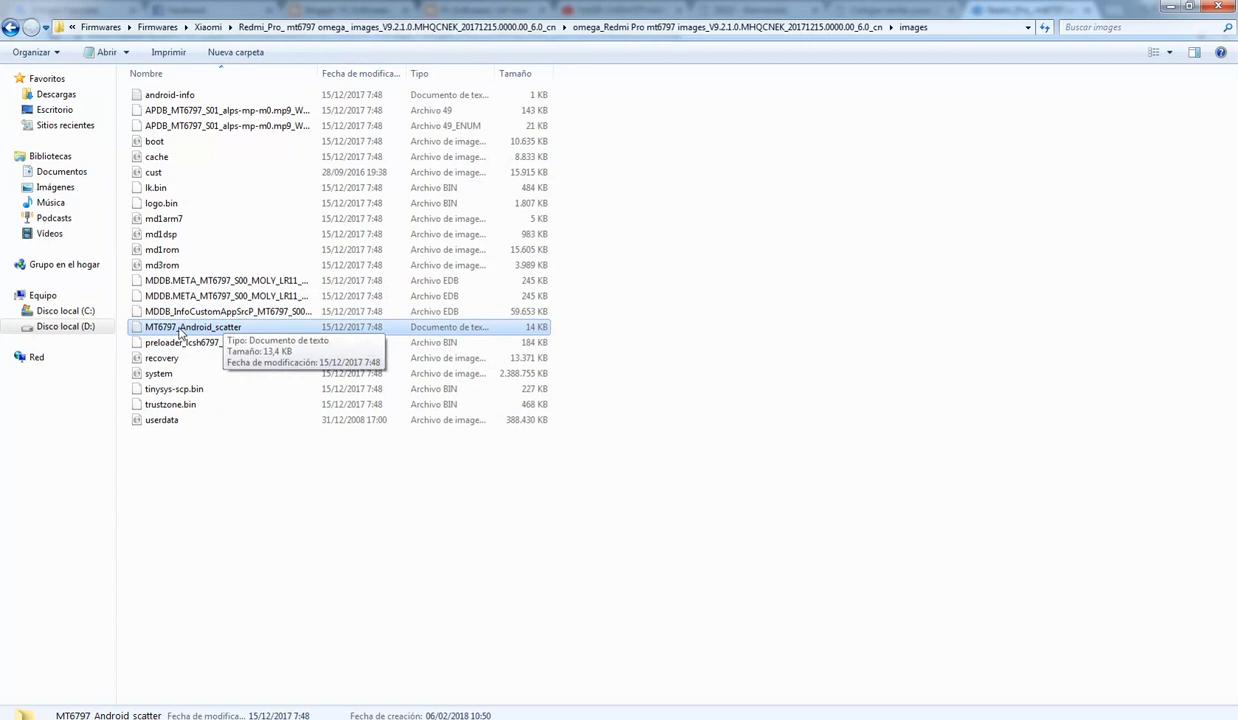 « Firmwares ▸ Firmwares ▸ Xiaomi ▸ Redmi_Pro_ mt6797 omega_ images_V9.2.1.0.MHQCNEK_20171215.0000.00_6.0_cn ▸ omega_Redmi Pro mt6797 images_V9.2.1.0.MHQCNEK_20171215.0000.00_6.0_cn ▸ images
Buscar images
Organizar Abrir Imprimir Nueva carpeta
Nombre Fecha de modifica... Tipo Tamaño
Favoritos
Descargas
Escritorio
Sitios recientes
Bibliotecas
Documentos
Imágenes
Música
Podcasts
Vídeos
Grupo en el hogar
Equipo
Disco local (C:)
Disco local (D:)
Red
android-info 15/12/2017 7:48 Documento de tex... 1 KB
APDB_MT6797_S01_alps-mp-m0.mp9_W... 15/12/2017 7:48 Archivo 49 143 KB
APDB_MT6797_S01_alps-mp-m0.mp9_W... 15/12/2017 7:48 Archivo 49_ENUM 21 KB
boot 15/12/2017 7:48 Archivo de image... 10.635 KB
cache 15/12/2017 7:48 Archivo de image... 8.833 KB
cust 28/09/2016 19:38 Archivo de image... 15.915 KB
lk.bin 15/12/2017 7:48 Archivo BIN 484 KB
logo.bin 15/12/2017 7:48 Archivo BIN 1.807 KB
md1arm7 15/12/2017 7:48 Archivo de image... 5 KB
md1dsp 15/12/2017 7:48 Archivo de image... 983 KB
md1rom 15/12/2017 7:48 Archivo de image... 15.605 KB
md3rom 15/12/2017 7:48 Archivo de image... 3.989 KB
MDDB.META_MT6797_S00_MOLY_LR11_... 15/12/2017 7:48 Archivo EDB 245 KB
MDDB.META_MT6797_S00_MOLY_LR11_... 15/12/2017 7:48 Archivo EDB 245 KB
MDDB_InfoCustomAppSrcP_MT6797_S00... 15/12/2017 7:48 Archivo EDB 59.653 KB
MT6797_Android_scatter 15/12/2017 7:48 Documento de tex... 14 KB
preloader_lcsh6797_ Archivo BIN 184 KB
Tipo: Documento de texto
Tamaño: 13,4 KB
Fecha de modificación: 15/12/2017 7:48
recovery Archivo de image... 13.371 KB
system 15/12/2017 7:48 Archivo de image... 2.388.755 KB
tinysys-scp.bin 15/12/2017 7:48 Archivo BIN 227 KB
trustzone.bin 15/12/2017 7:48 Archivo BIN 468 KB
userdata 31/12/2008 17:00 Archivo de image... 388.430 KB
MT6797_Android_scatter Fecha de modifica... 15/12/2017 7:48 Fecha de creación: 06/02/2018 10:50